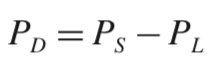 P_D = P_S − P_L